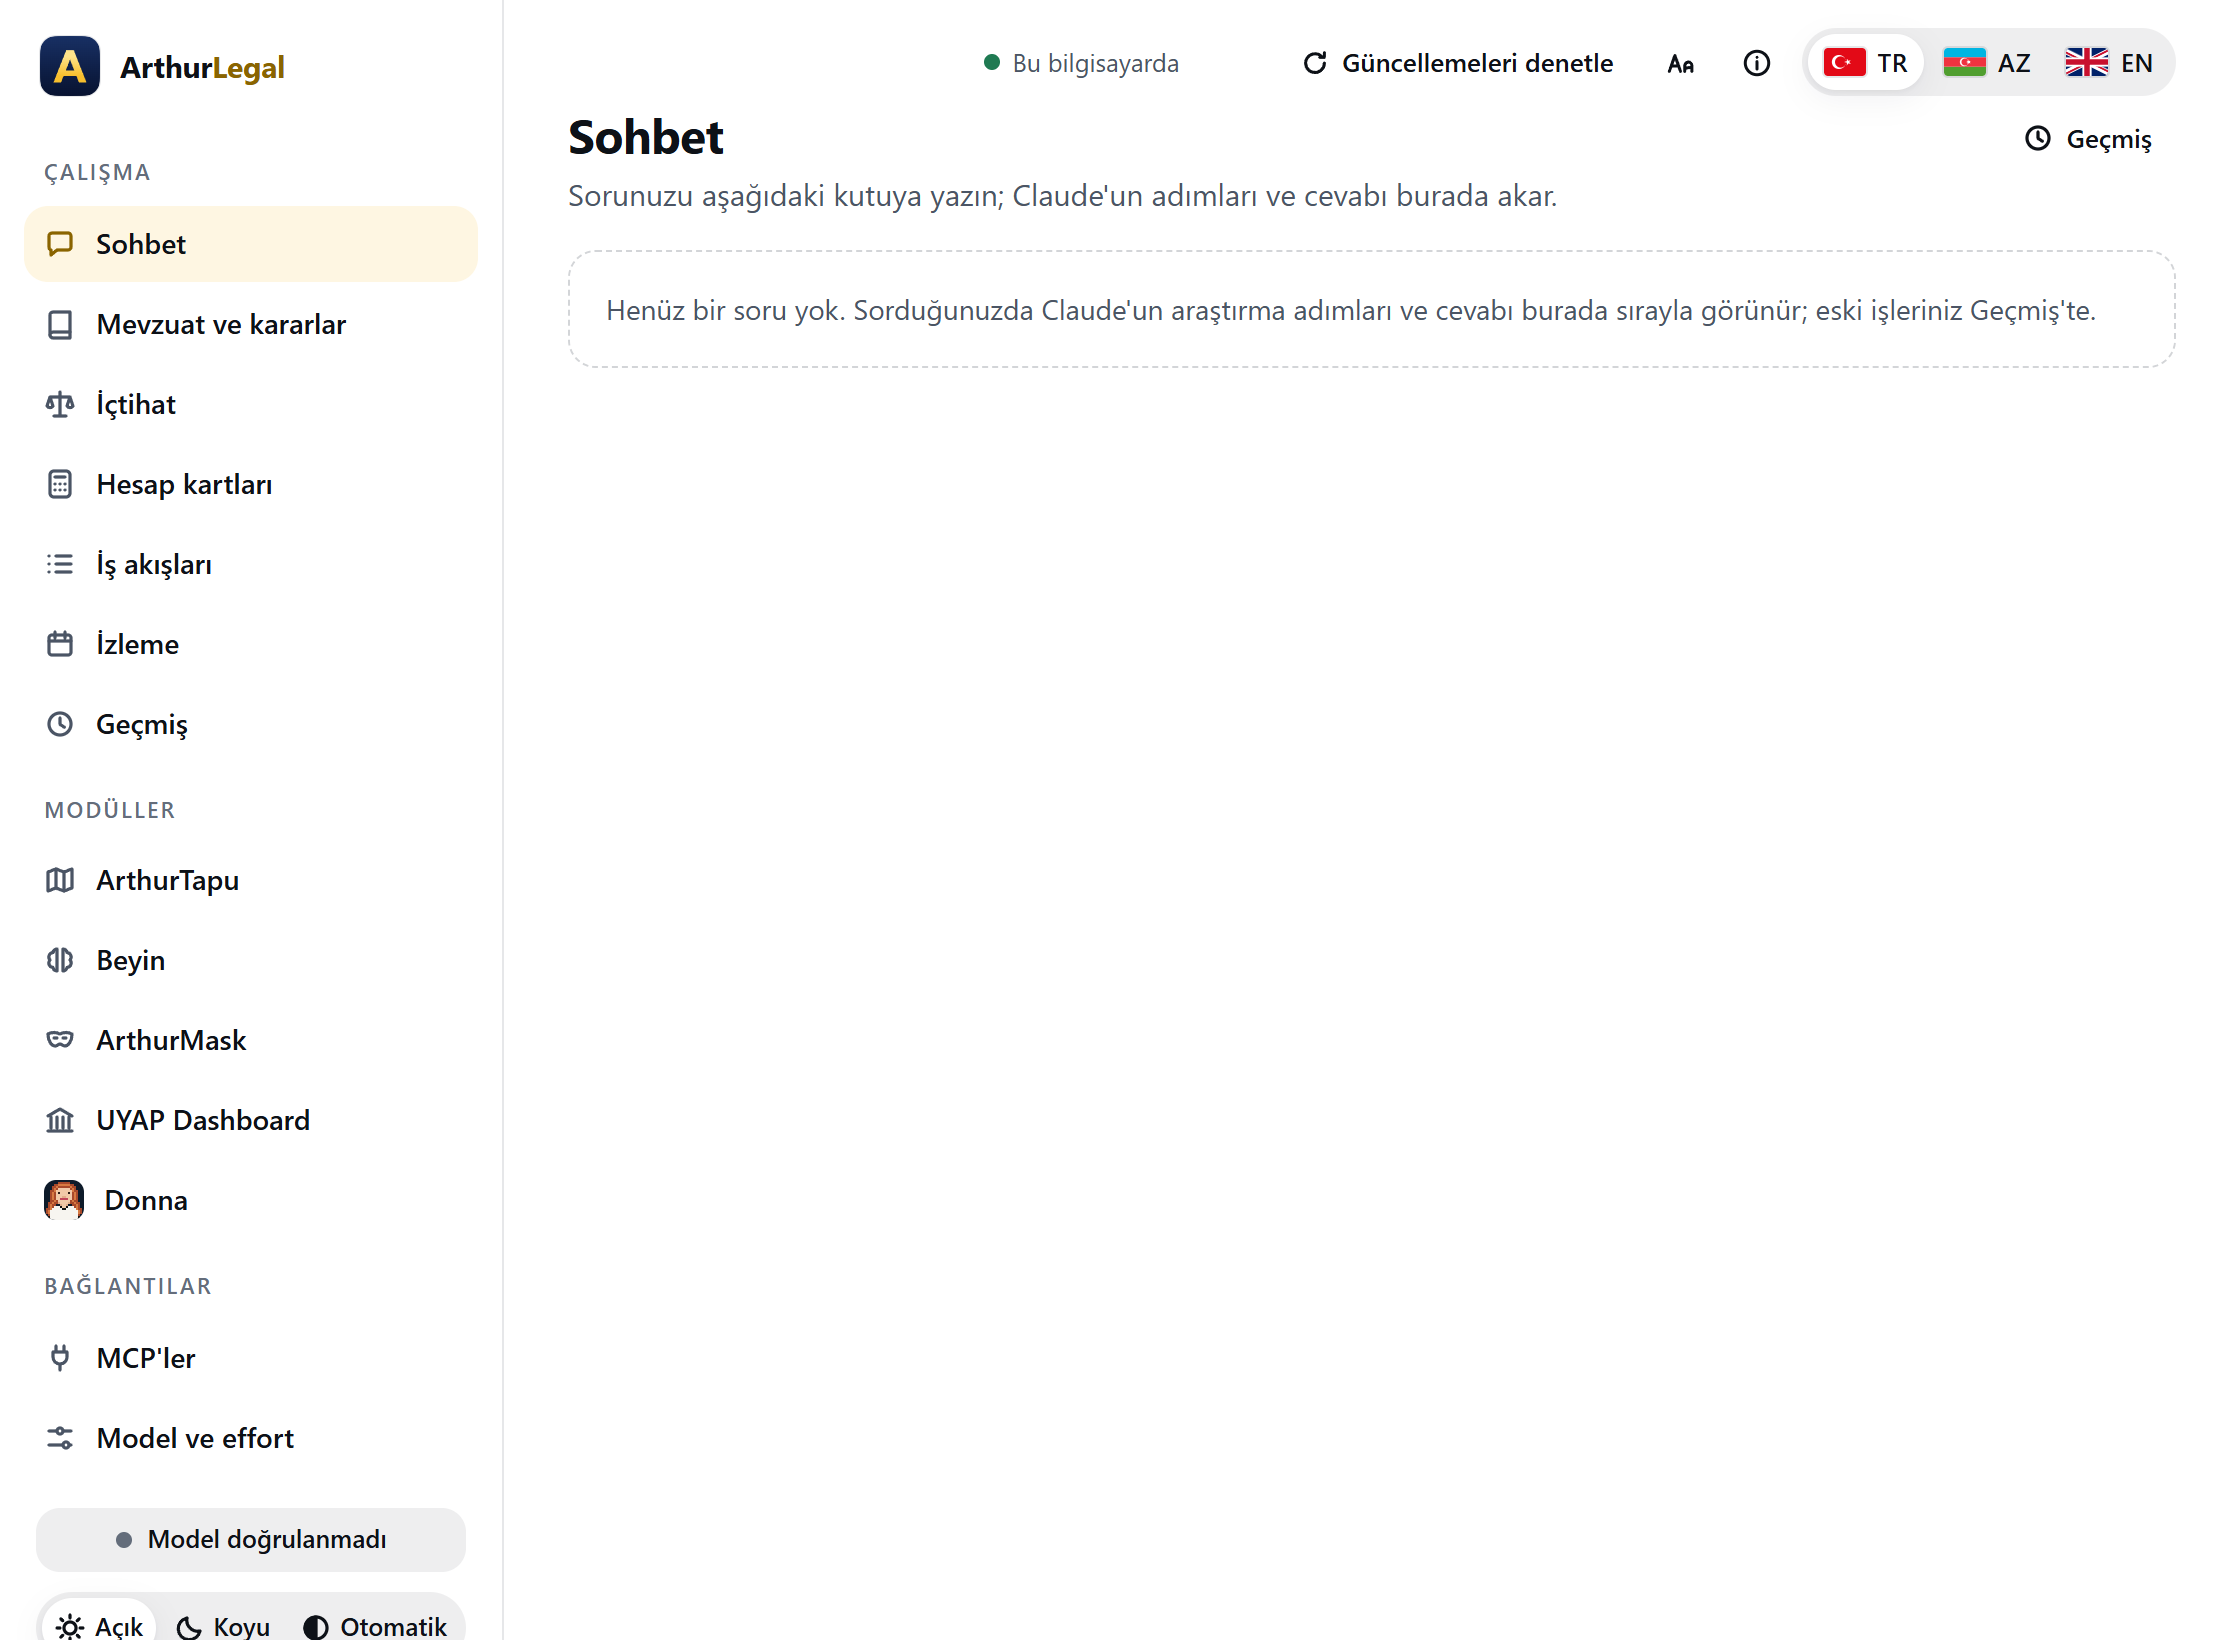 ArthurLegal
ÇALIŞMA
Sohbet
Mevzuat ve kararlar
İçtihat
Hesap kartları
İş akışları
İzleme
Geçmiş
MODÜLLER
ArthurTapu
Beyin
ArthurMask
UYAP Dashboard
Donna
BAĞLANTILAR
MCP'ler
Model ve effort
Model doğrulanmadı
Açık Koyu Otomatik
Bu bilgisayarda Güncellemeleri denetle AA TR AZ EN
Sohbet
Geçmiş
Sorunuzu aşağıdaki kutuya yazın; Claude'un adımları ve cevabı burada akar.
Henüz bir soru yok. Sorduğunuzda Claude'un araştırma adımları ve cevabı burada sırayla görünür; eski işleriniz Geçmiş'te.